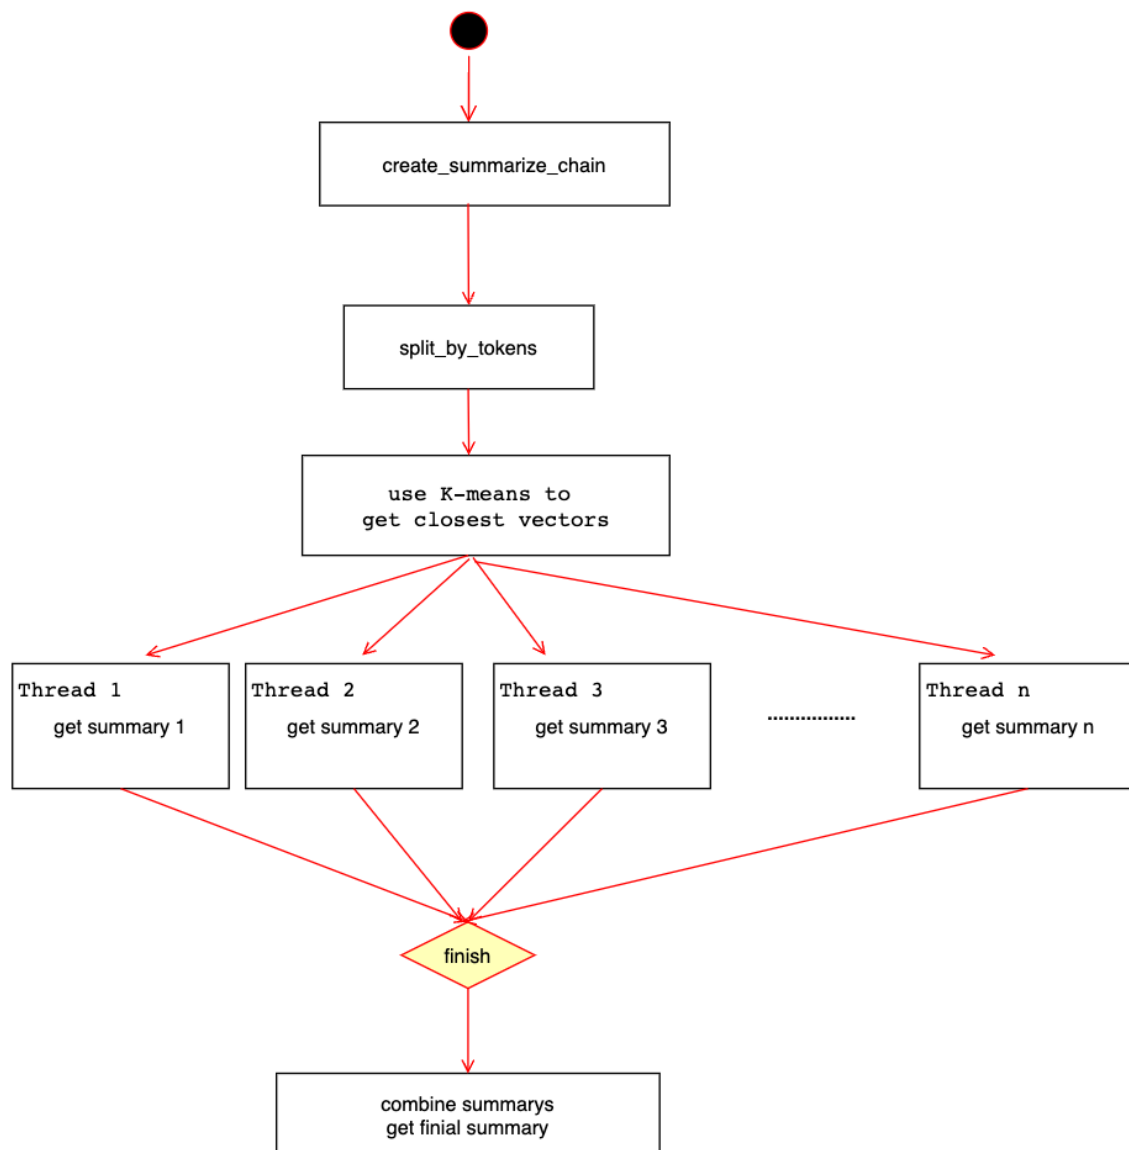 create_summarize_chain
split_by_tokens
use K-means to
get closest vectors
Thread 1
get summary 1
Thread 2
get summary 2
Thread 3
get summary 3
................
Thread n
get summary n
finish
combine summarys
get finial summary